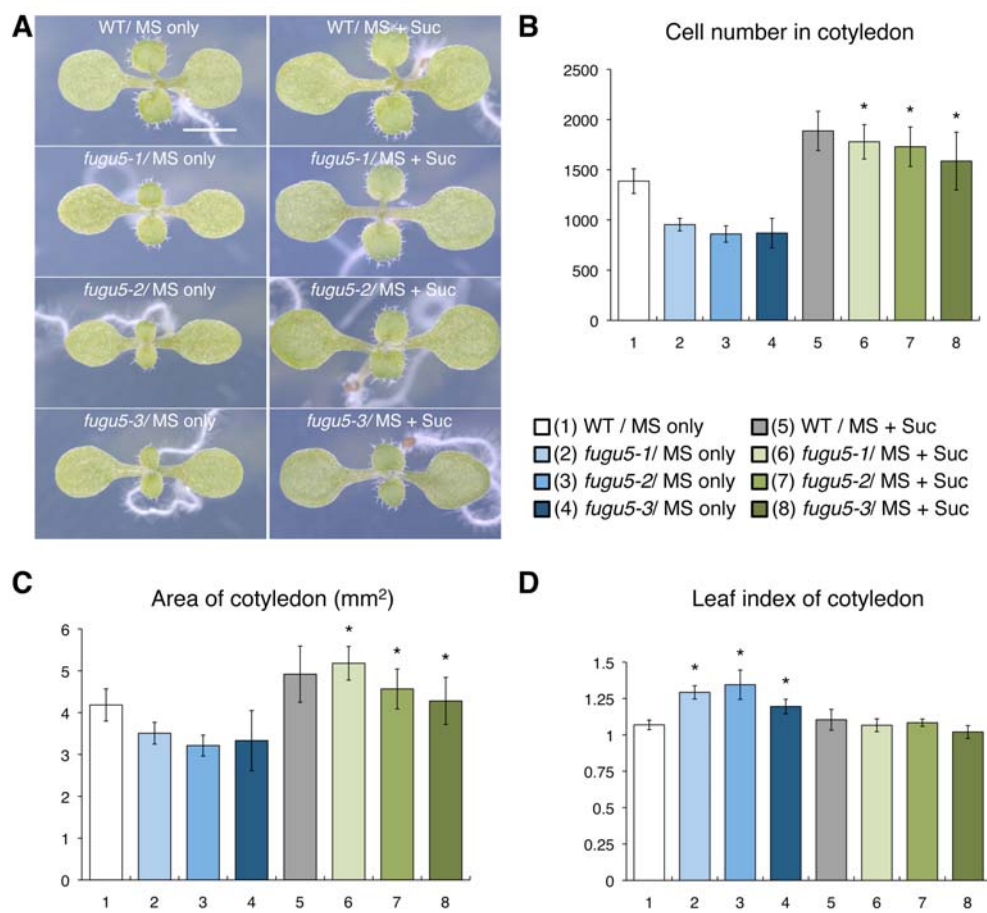 A
WT/ MS only
WT/ MS + Suc
fugu5-1/ MS only
fugu5-1/ MS + Suc
fugu5-2/ MS only
fugu5-2/ MS + Suc
fugu5-3/ MS only
fugu5-3/ MS + Suc
B
Cell number in cotyledon
2500
2000
1500
1000
500
0
* * *
1 2 3 4 5 6 7 8
(1) WT / MS only
(2) fugu5-1/ MS only
(3) fugu5-2/ MS only
(4) fugu5-3/ MS only
(5) WT / MS + Suc
(6) fugu5-1/ MS + Suc
(7) fugu5-2/ MS + Suc
(8) fugu5-3/ MS + Suc
C
Area of cotyledon (mm²)
6
5
4
3
2
1
0
* * *
1 2 3 4 5 6 7 8
D
Leaf index of cotyledon
1.5
1.25
1
0.75
0.5
0.25
0
* * *
1 2 3 4 5 6 7 8